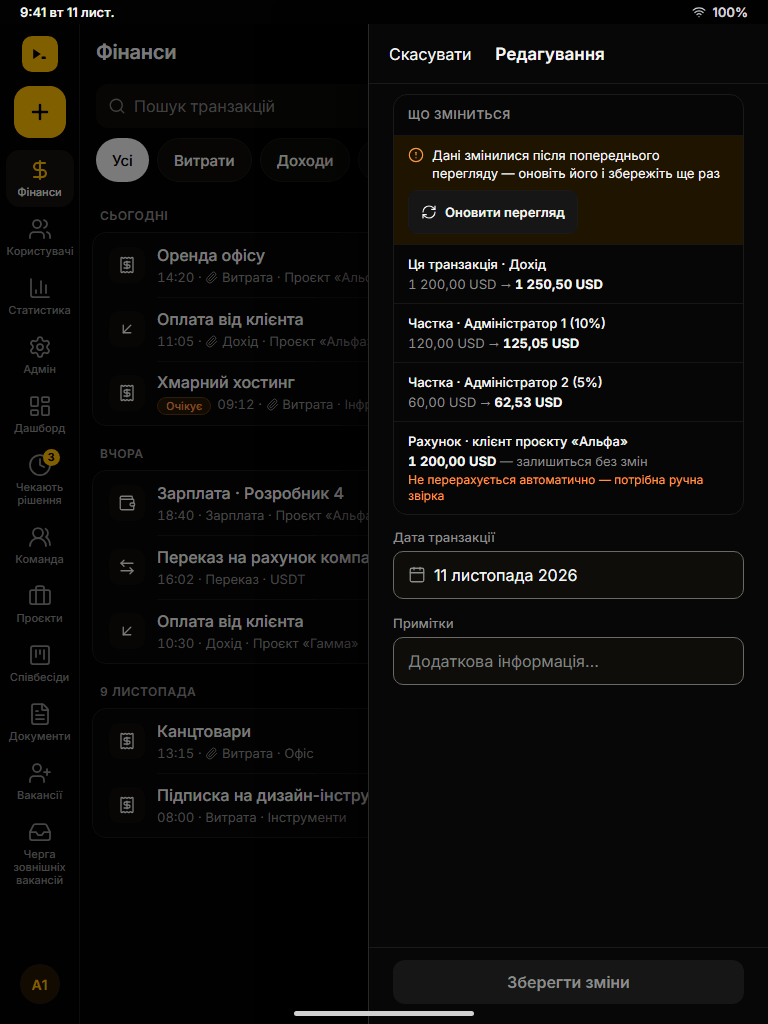 9:41 вт 11 лист.
100%
Фінанси
Користувачі
Статистика
Адмін
Дашборд
3
Чекають
рішення
Команда
Проєкти
Співбесіди
Документи
Вакансії
Черга
зовнішніх
вакансій
A1
Фінанси
Пошук транзакцій
Усі
Витрати
Доходи
СЬОГОДНІ
Оренда офісу
14:20 · Витрата · Проєкт
Оплата від клієнта
11:05 · Дохід · Проєкт «Альфа
Хмарний хостинг
Очікує 09:12 · Витрата ·
ВЧОРА
Зарплата · Розробник 4
18:40 · Зарплата · Проєкт «Альфа
Переказ на рахунок
16:02 · Переказ · USDT
Оплата від клієнта
10:30 · Дохід · Проєкт «Гамма»
9 ЛИСТОПАДА
Канцтовари
13:15 · Витрата · Офіс
Підписка на
08:00 · Витрата · Інструменти
Скасувати
Редагування
ЩО ЗМІНИТЬСЯ
Дані змінилися після попереднього
перегляду — оновіть його і збережіть ще раз
Оновити перегляд
Ця транзакція · Дохід
1 200,00 USD → 1 250,50 USD
Частка · Адміністратор 1 (10%)
120,00 USD → 125,05 USD
Частка · Адміністратор 2 (5%)
60,00 USD → 62,53 USD
Рахунок · клієнт проєкту «Альфа»
1 200,00 USD — залишиться без змін
Не перерахується автоматично — потрібна ручна
звірка
Дата транзакції
11 листопада 2026
Примітки
Додаткова інформація...
Зберегти зміни